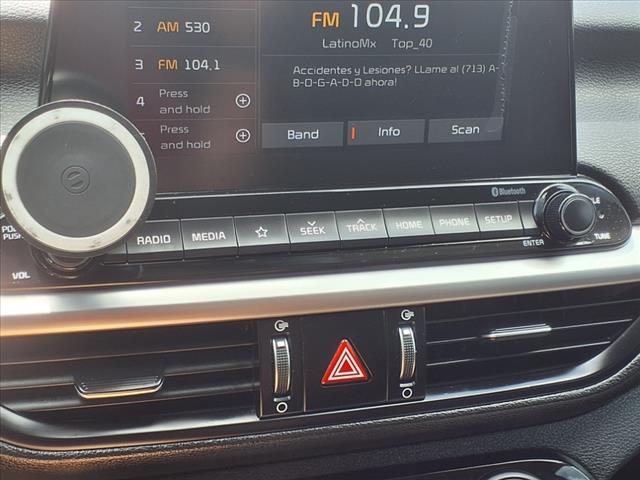 2 AM 530
FM 104.9
LatinoMx Top_40
3 FM 104.1
Accidentes y Lesiones? LLame al (713) A-
B-O-G-A-D-O ahora!
4 Press
and hold
Press
and hold
Band
Info
Scan
Bluetooth
PUSH
RADIO
MEDIA
SEEK
TRACK
HOME
PHONE
SETUP
ENTER
TUNE
VOL